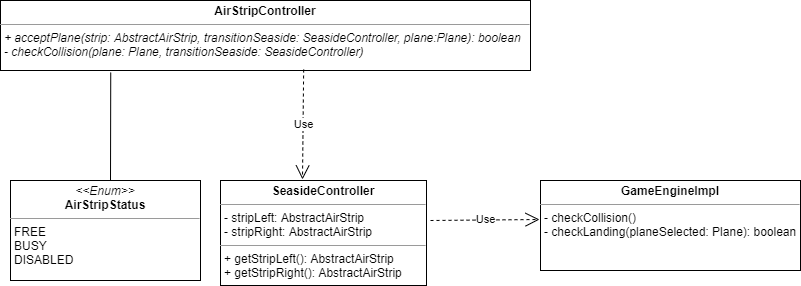 AirStripController
+ acceptPlane(strip: AbstractAirStrip, transitionSeaside: SeasideController, plane:Plane): boolean
- checkCollision(plane: Plane, transitionSeaside: SeasideController)
Use
<<Enum>>
AirStripStatus
FREE
BUSY
DISABLED
SeasideController
- stripLeft: AbstractAirStrip
- stripRight: AbstractAirStrip
+ getStripLeft(): AbstractAirStrip
+ getStripRight(): AbstractAirStrip
Use
GameEngineImpl
- checkCollision()
- checkLanding(planeSelected: Plane): boolean